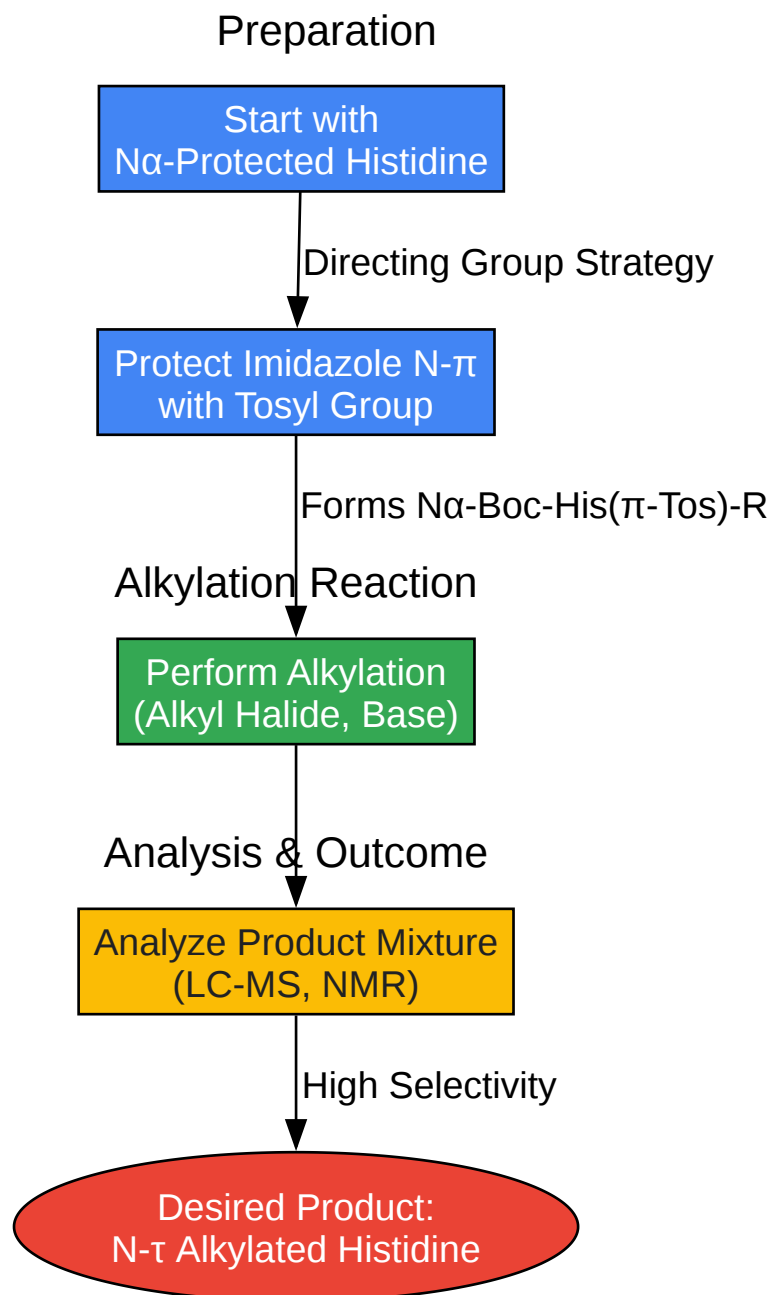 Preparation
Start with
Nα-Protected Histidine
Directing Group Strategy
Protect Imidazole N-π
with Tosyl Group
Forms Nα-Boc-His(π-Tos)-R
Alkylation Reaction
Perform Alkylation
(Alkyl Halide, Base)
Analysis & Outcome
Analyze Product Mixture
(LC-MS, NMR)
High Selectivity
Desired Product:
N-τ Alkylated Histidine